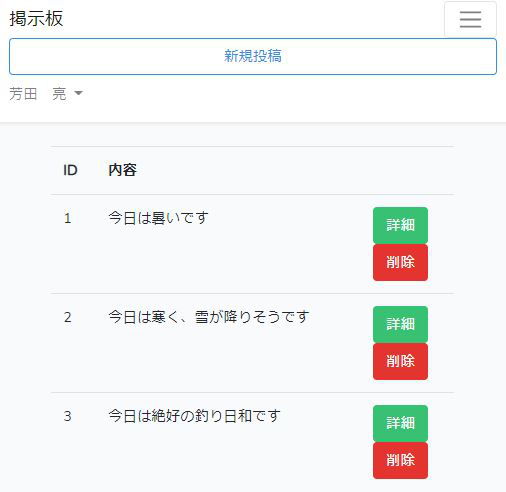 掲示板
新規投稿
芳田　亮
ID 内容
1 今日は暑いです 詳細
削除
2 今日は寒く、雪が降りそうです 詳細
削除
3 今日は絶好の釣り日和です 詳細
削除